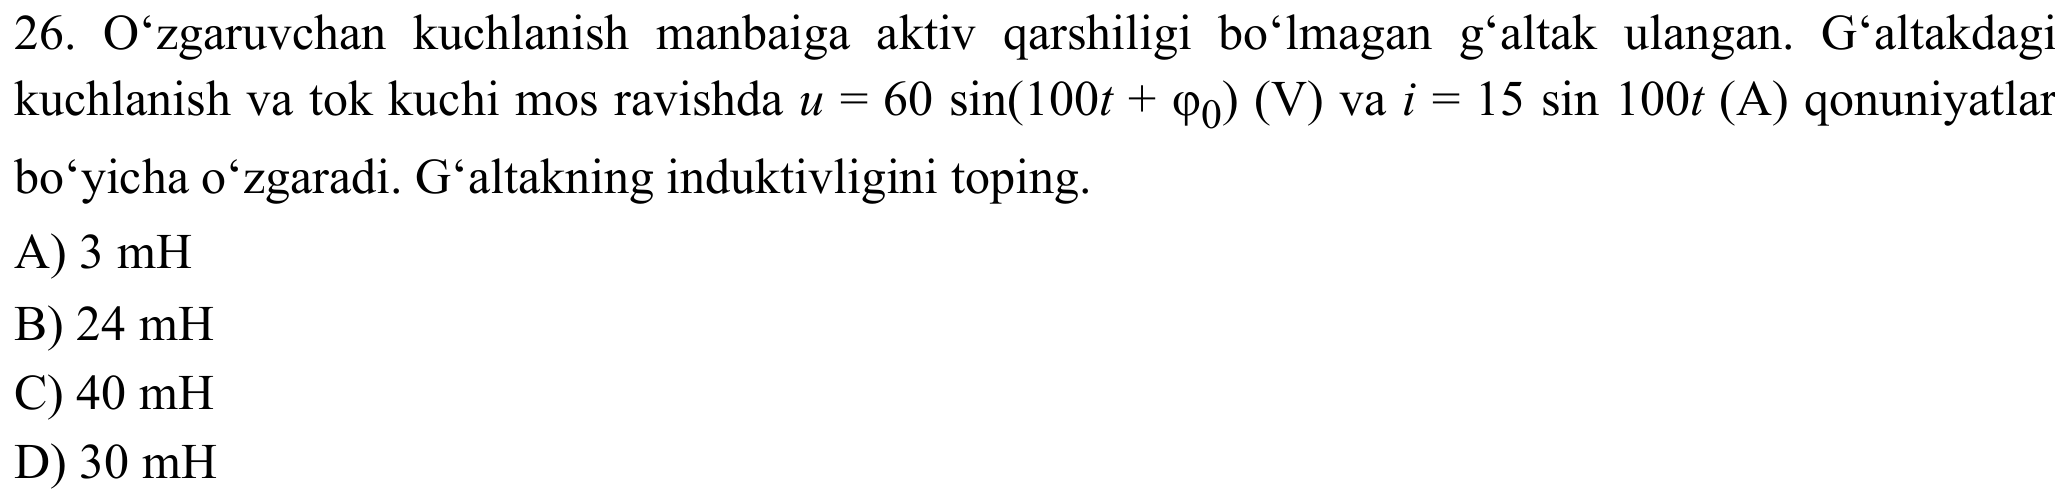 26. O‘zgaruvchan kuchlanish manbaiga aktiv qarshiligi bo‘lmagan g‘altak ulangan. G‘altakdagi
kuchlanish va tok kuchi mos ravishda u = 60 sin(100t + φ₀) (V) va i = 15 sin 100t (A) qonuniyatlar
bo‘yicha o‘zgaradi. G‘altakning induktivligini toping.
A) 3 mH
B) 24 mH
C) 40 mH
D) 30 mH